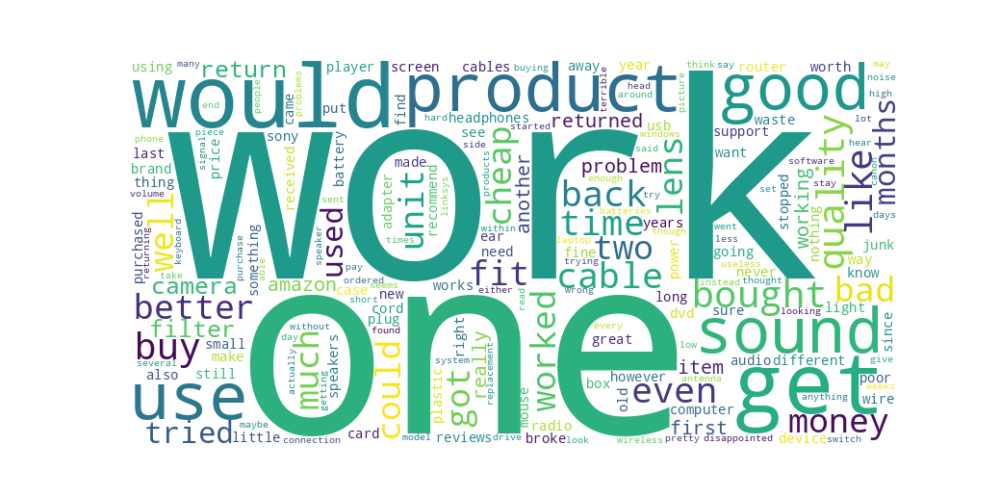 using many return player screen cables buying away year terrible think say router worth may noise
would product good
end people problems came put find hard headphones started returned head around usb picture windows support waste want high lot
phone signal piece price sony battery see side said software hear
Work
last brand thing volume keyboard well received made unit adapter recommend linksys cheap products another problem enough lens set stay stopped working nothing quality like canon months
purchased returning something used sent speaker times ear within back try batteries time years days
take able purchase need trying two though went less going never junk
camera amazon pay case ordered seems works fit either fine laptop cable power useless thought way know
better filter short new cord plug found wrong read long dvd instead bought looking bad
buy small make without right really worked every great sure sound light since
several also still day much actually getting speakers could plastic system got replacement mouse one box however old even item low audio different give poor
use maybe antenna get weeks wire anything
tried little connection card model reviews drive radio broke look wireless computer first pretty disappointed device switch money